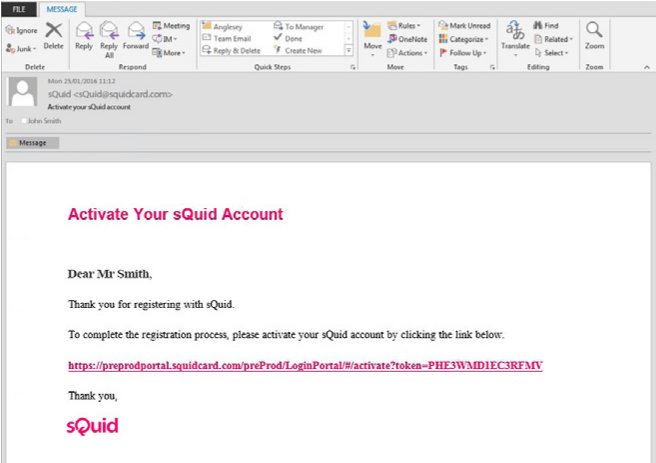 FILE MESSAGE
Ignore Delete Junk Reply Reply All Forward Meeting IM More
Anglesey To Manager Team Email Done Reply & Delete Create New
Move Rules OneNote Actions Mark Unread Categorize Follow Up Translate Find Related Select Zoom
Delete Respond Quick Steps Move Tags Editing Zoom
Mon 25/01/2016 11:12
sQuid <sQuid@squidcard.com>
Activate your sQuid account
To John Smith
Message
Activate Your sQuid Account
Dear Mr Smith,
Thank you for registering with sQuid.
To complete the registration process, please activate your sQuid account by clicking the link below.
https://preprodportal.squidcard.com/preProd/LoginPortal/#/activate?token=PHE3WMD1EC3RFMV
Thank you,
sQuid